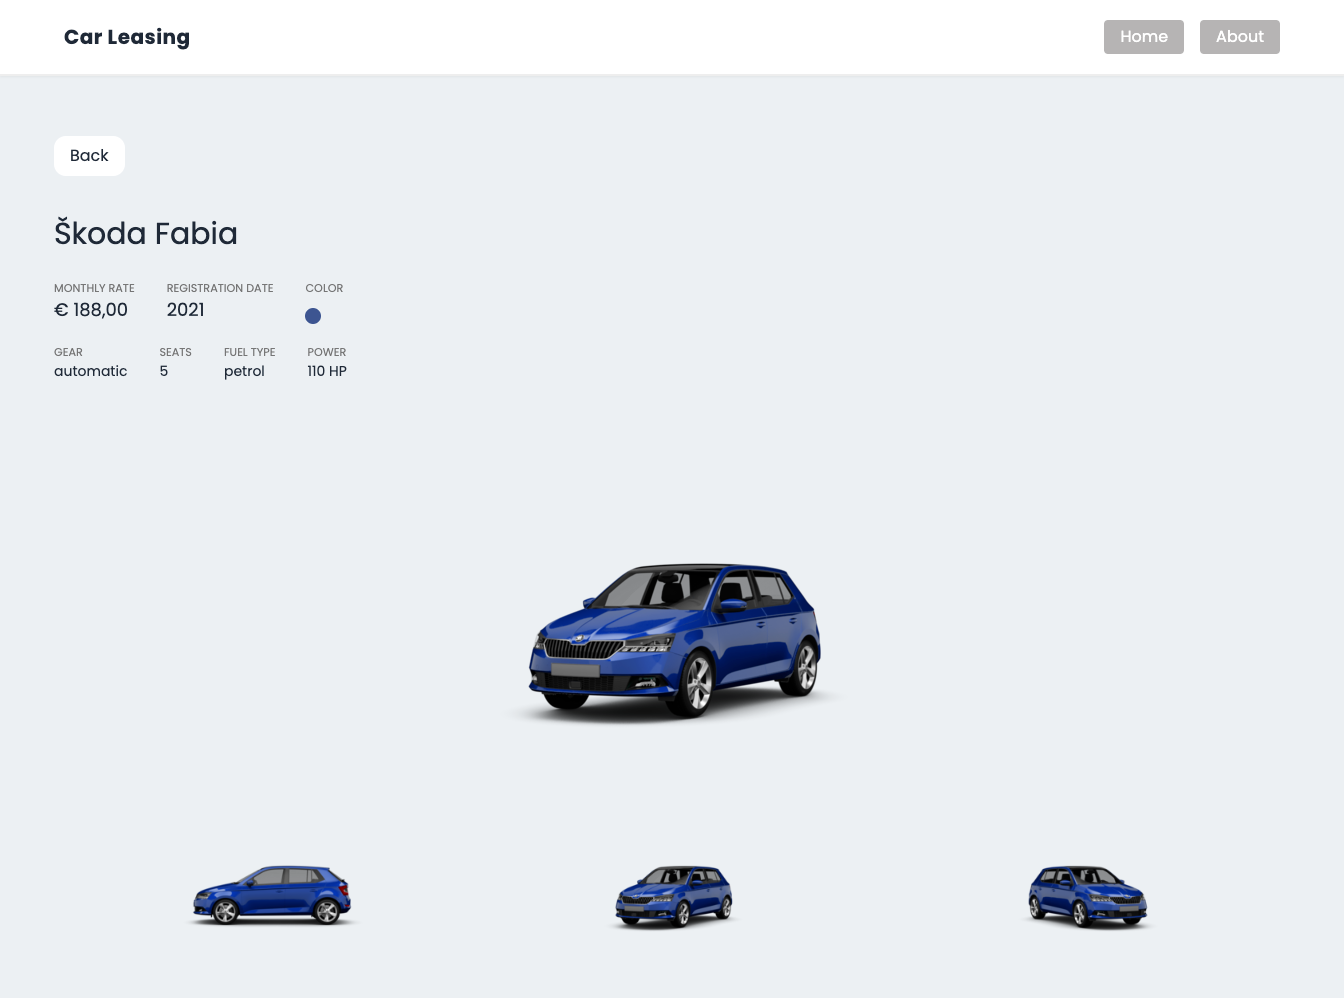 Car Leasing
Home
About
Back
Škoda Fabia
MONTHLY RATE
REGISTRATION DATE
COLOR
€ 188,00
2021
GEAR
SEATS
FUEL TYPE
POWER
automatic
5
petrol
110 HP